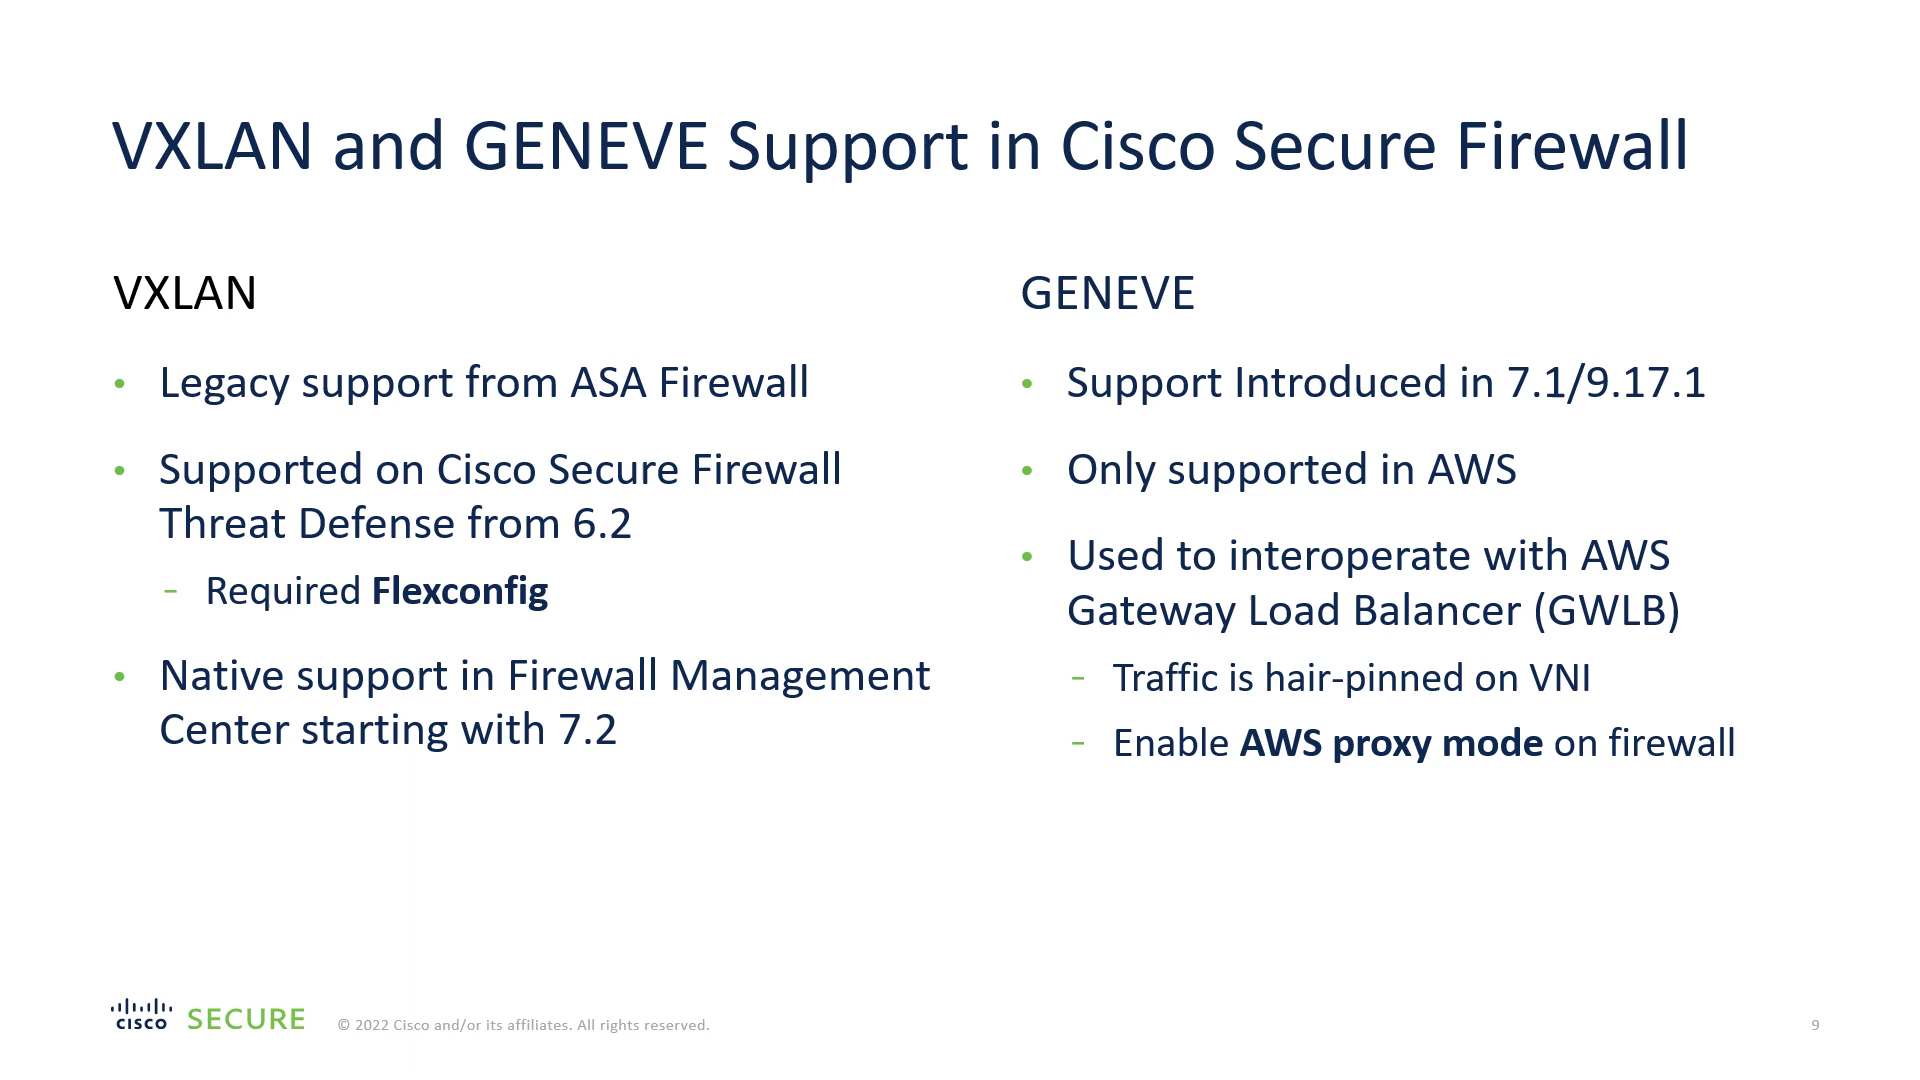 VXLAN and GENEVE Support in Cisco Secure Firewall
VXLAN
• Legacy support from ASA Firewall
• Supported on Cisco Secure Firewall
Threat Defense from 6.2
- Required Flexconfig
• Native support in Firewall Management
Center starting with 7.2
GENEVE
• Support Introduced in 7.1/9.17.1
• Only supported in AWS
• Used to interoperate with AWS
Gateway Load Balancer (GWLB)
- Traffic is hair-pinned on VNI
- Enable AWS proxy mode on firewall
CISCO SECURE
© 2022 Cisco and/or its affiliates. All rights reserved.
9